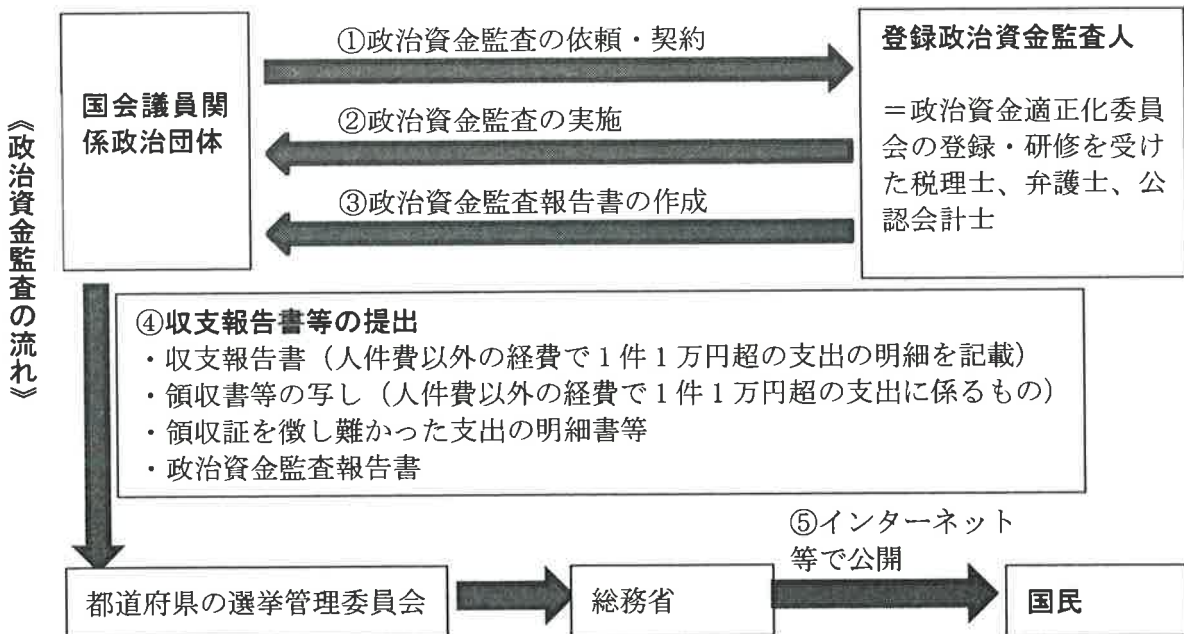 《政治資金監査の流れ》
国会議員関
係政治団体
①政治資金監査の依頼・契約
②政治資金監査の実施
③政治資金監査報告書の作成
登録政治資金監査人
＝政治資金適正化委員
会の登録・研修を受け
た税理士、弁護士、公
認会計士
④収支報告書等の提出
・収支報告書（人件費以外の経費で１件１万円超の支出の明細を記載）
・領収書等の写し（人件費以外の経費で１件１万円超の支出に係るもの）
・領収証を徴し難かった支出の明細書等
・政治資金監査報告書
⑤インターネット
等で公開
都道府県の選挙管理委員会
総務省
国民